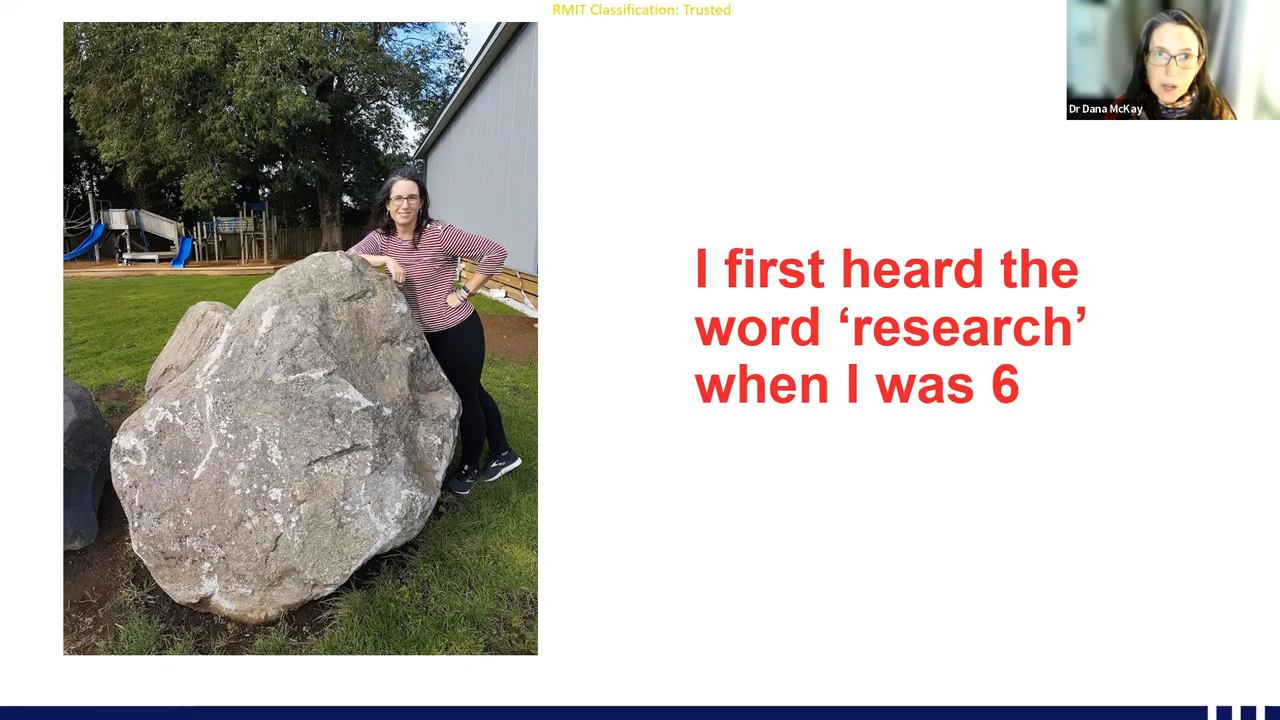 RMIT Classification: Trusted
Dr Dana McKay
I first heard the
word ‘research’
when I was 6